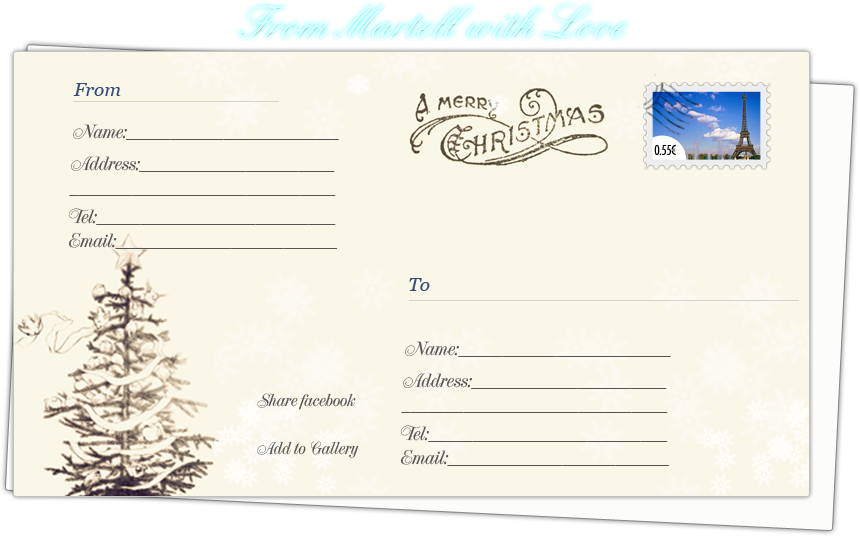 From Martell with Love
From
A MERRY
CHRISTMAS
0.55€
Name:
Address:
Tel:
Email:
To
Name:
Address:
Tel:
Email:
Share facebook
Add to Gallery